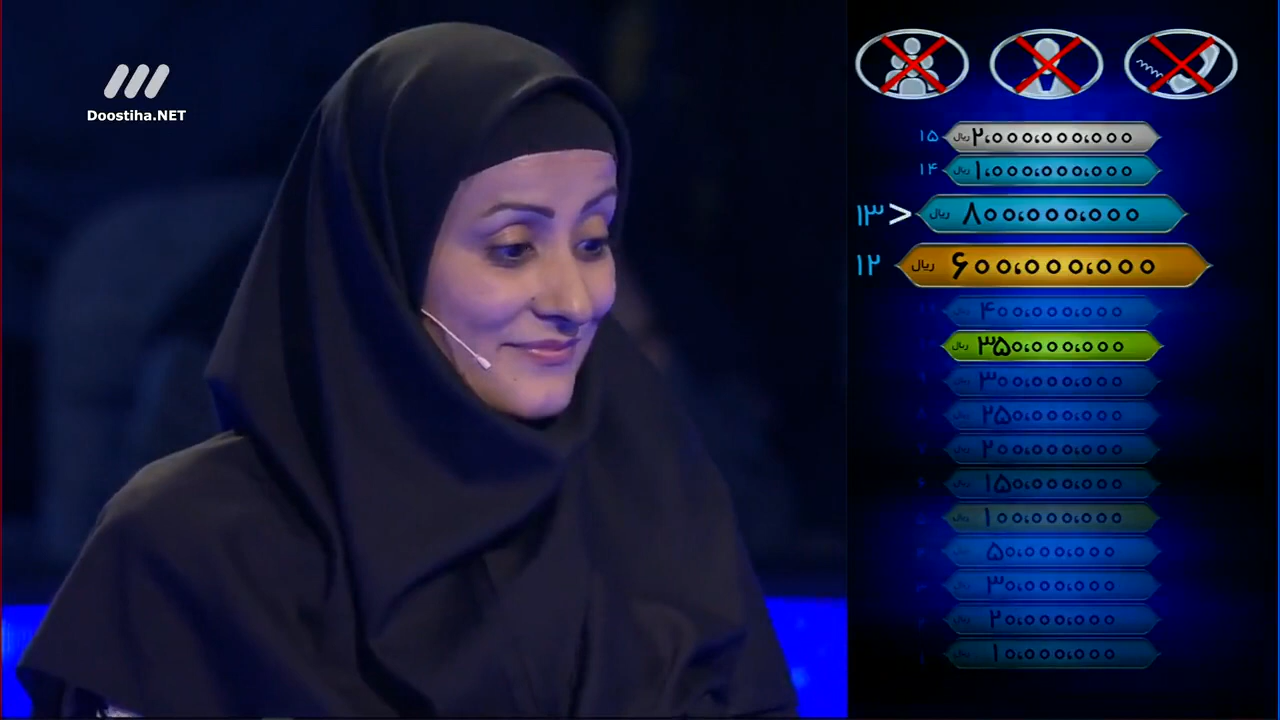 Doostiha.NET
۱۵ ۲،۰۰۰،۰۰۰،۰۰۰ ریال
۱۴ ۱،۰۰۰،۰۰۰،۰۰۰ ریال
۱۳ > ۸۰۰،۰۰۰،۰۰۰ ریال
۱۲ ۶۰۰،۰۰۰،۰۰۰ ریال
۴۰۰،۰۰۰،۰۰۰ ریال
۳۵۰،۰۰۰،۰۰۰ ریال
۳۰۰،۰۰۰،۰۰۰ ریال
۲۵۰،۰۰۰،۰۰۰ ریال
۲۰۰،۰۰۰،۰۰۰ ریال
۱۵۰،۰۰۰،۰۰۰ ریال
۱۰۰،۰۰۰،۰۰۰ ریال
۵۰،۰۰۰،۰۰۰ ریال
۳۰،۰۰۰،۰۰۰ ریال
۲۰،۰۰۰،۰۰۰ ریال
۱۰،۰۰۰،۰۰۰ ریال